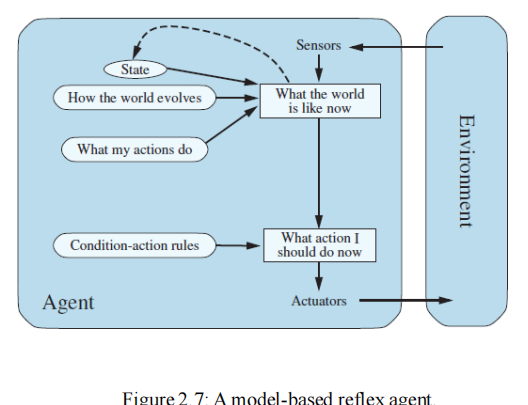 Sensors
State
How the world evolves
What the world
is like now
What my actions do
Environment
Condition-action rules
What action I
should do now
Agent
Actuators
Figure 2.7: A model-based reflex agent.